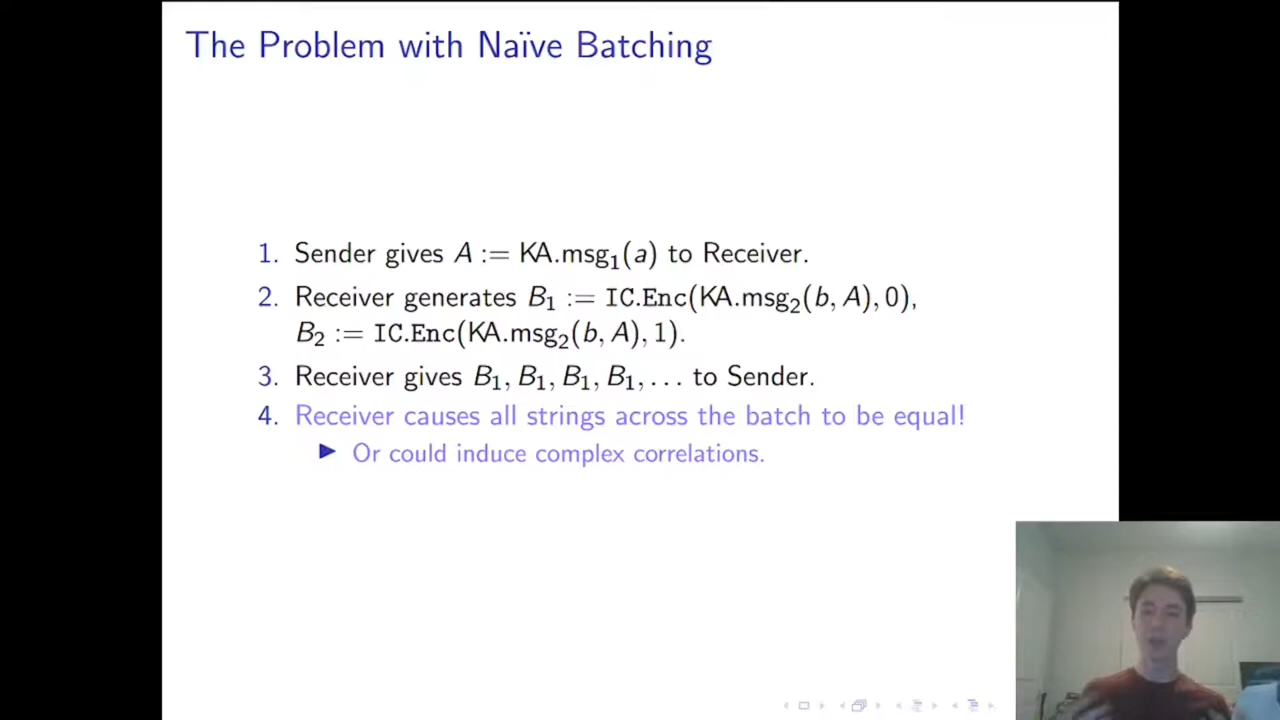 The Problem with Naïve Batching
1. Sender gives A := KA.msg₁(a) to Receiver.
2. Receiver generates B₁ := IC.Enc(KA.msg₂(b, A), 0),
B₂ := IC.Enc(KA.msg₂(b, A), 1).
3. Receiver gives B₁, B₁, B₁, B₁, . . . to Sender.
4. Receiver causes all strings across the batch to be equal!
▶ Or could induce complex correlations.